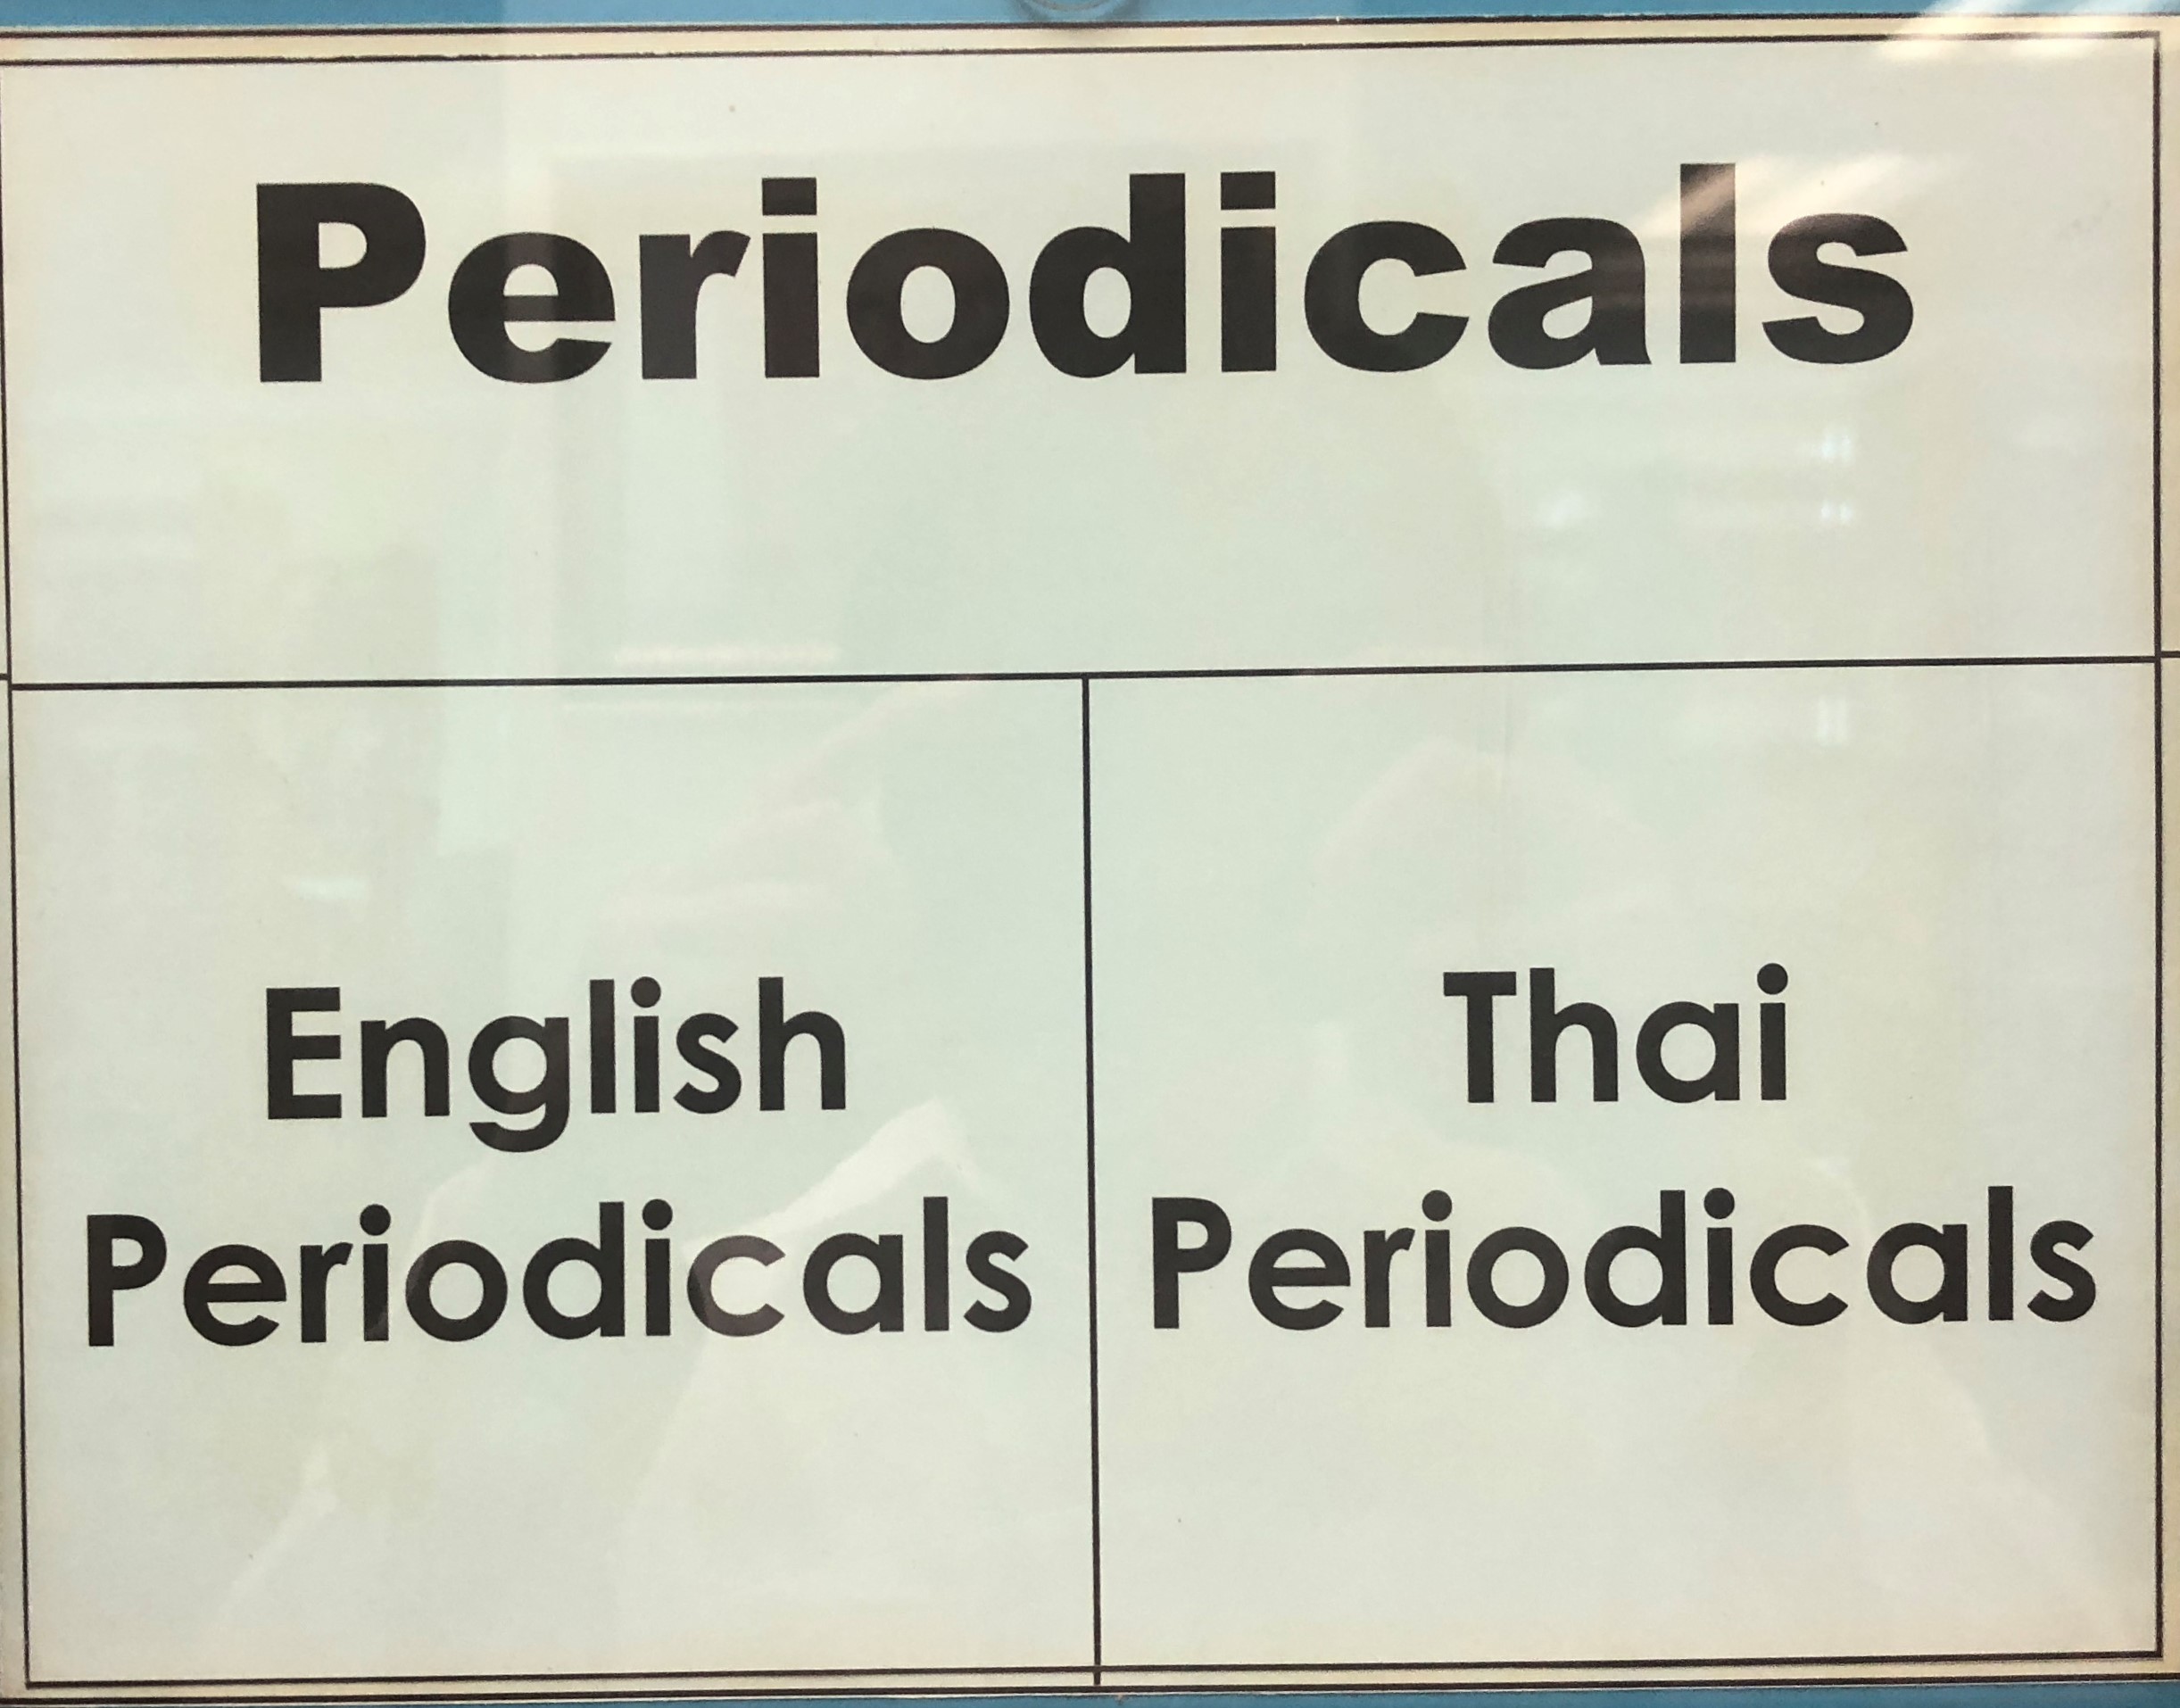 Periodicals
English
Periodicals
Thai
Periodicals